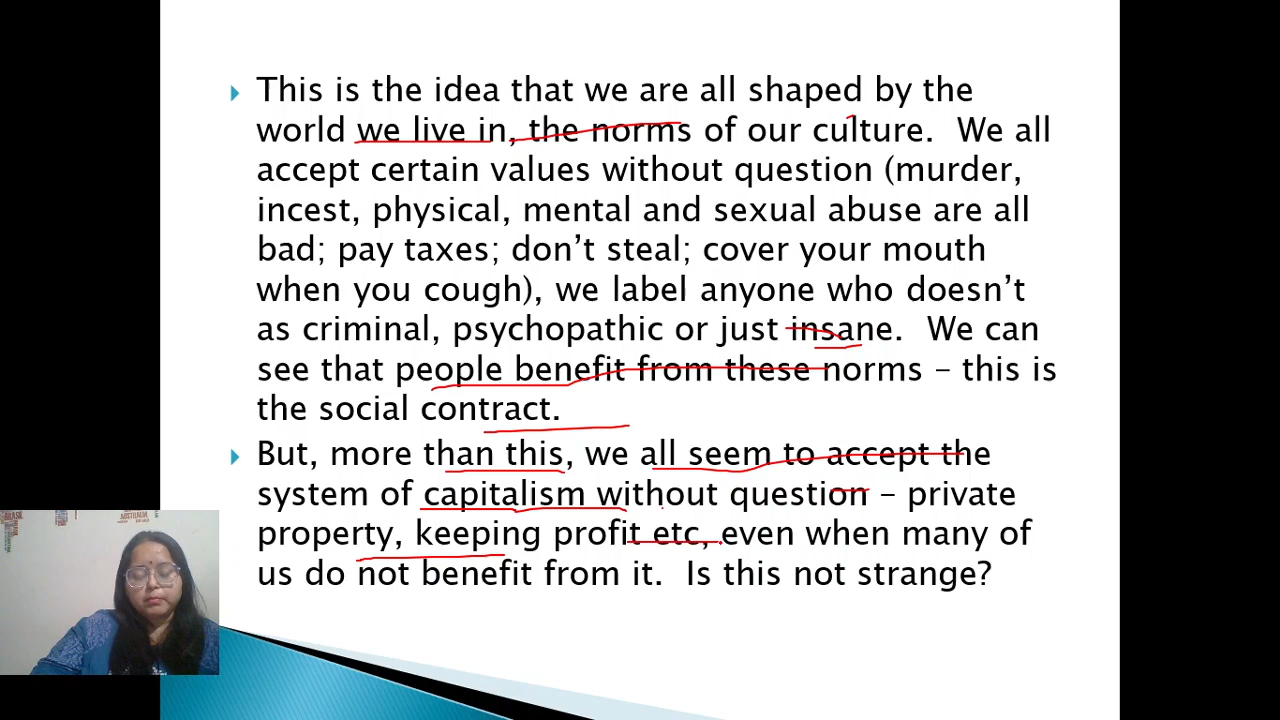 This is the idea that we are all shaped by the
world we live in, the norms of our culture.  We all
accept certain values without question (murder,
incest, physical, mental and sexual abuse are all
bad; pay taxes; don’t steal; cover your mouth
when you cough), we label anyone who doesn’t
as criminal, psychopathic or just insane.  We can
see that people benefit from these norms – this is
the social contract.
But, more than this, we all seem to accept the
system of capitalism without question – private
property, keeping profit etc, even when many of
us do not benefit from it.  Is this not strange?